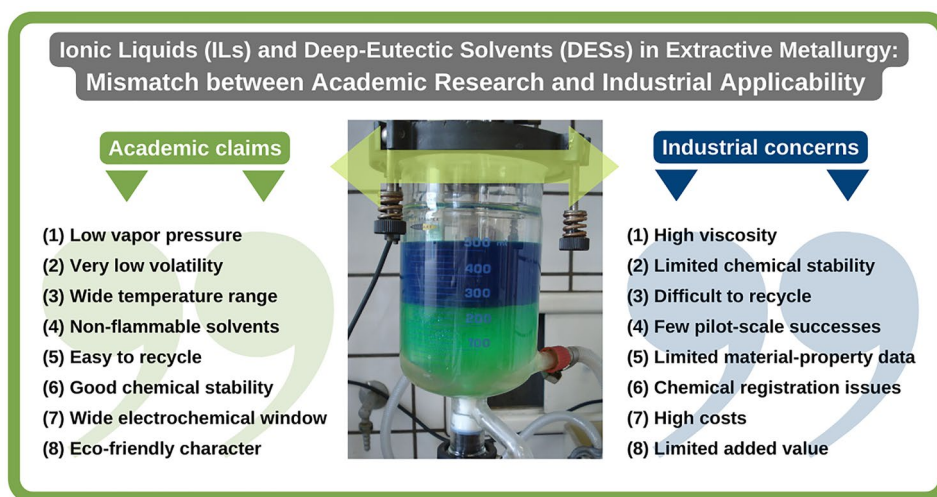 Ionic Liquids (ILs) and Deep-Eutectic Solvents (DESs) in Extractive Metallurgy:
Mismatch between Academic Research and Industrial Applicability
Academic claims
(1) Low vapor pressure
(2) Very low volatility
(3) Wide temperature range
(4) Non-flammable solvents
(5) Easy to recycle
(6) Good chemical stability
(7) Wide electrochemical window
(8) Eco-friendly character
500 ml
400
300
200
100
Industrial concerns
(1) High viscosity
(2) Limited chemical stability
(3) Difficult to recycle
(4) Few pilot-scale successes
(5) Limited material-property data
(6) Chemical registration issues
(7) High costs
(8) Limited added value